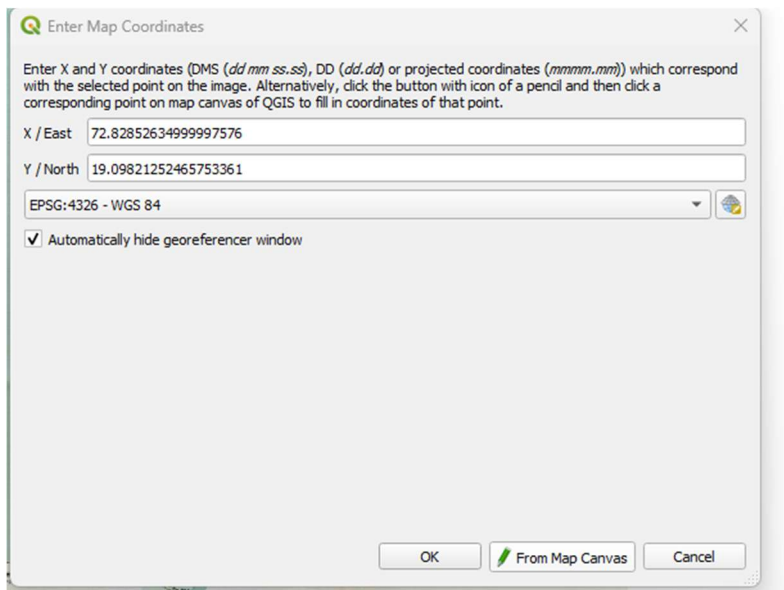 Enter Map Coordinates
Enter X and Y coordinates (DMS (dd mm ss.ss), DD (dd.dd) or projected coordinates (mmmm.mm)) which correspond
with the selected point on the image. Alternatively, click the button with icon of a pencil and then click a
corresponding point on map canvas of QGIS to fill in coordinates of that point.
X / East 72.82852634999997576
Y / North 19.09821252465753361
EPSG:4326 - WGS 84
Automatically hide georeferencer window
OK From Map Canvas Cancel